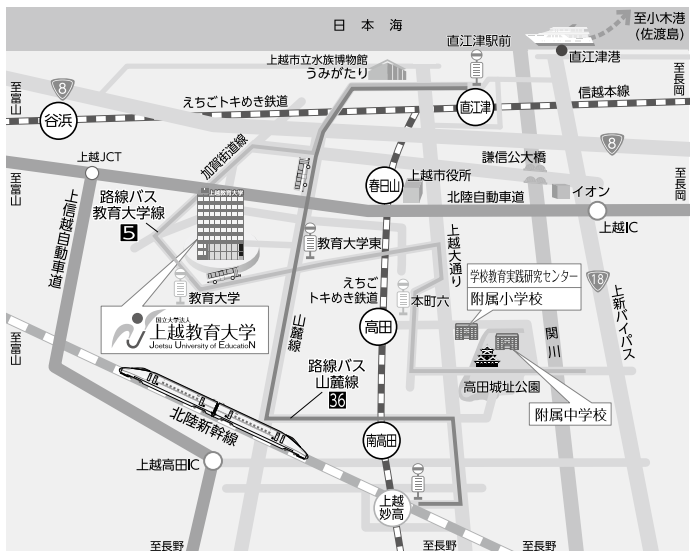 日本海
至小木港
(佐渡島)
直江津駅前
直江津港
上越市立水族博物館
うみがたり
至長岡
至富山
8
えちごトキめき鉄道
直江津
信越本線
谷浜
8
加賀街道線
謙信公大橋
上越JCT
春日山
上越市役所
イオン
至長岡
至富山
上越教育大学
北陸自動車道
上越IC
路線バス
教育大学線
5
上信越自動車道
教育大学東
上越大通り
学校教育実践研究センター
附属小学校
18
上新バイパス
教育大学
えちご
トキめき鉄道
本町六
国立大学法人
上越教育大学
Joetsu University of EducatioN
山麓線
高田
関川
至富山
高田城址公園
路線バス
山麓線
36
附属中学校
北陸新幹線
南高田
上越高田IC
上越
妙高
至長野
至長野
至長野